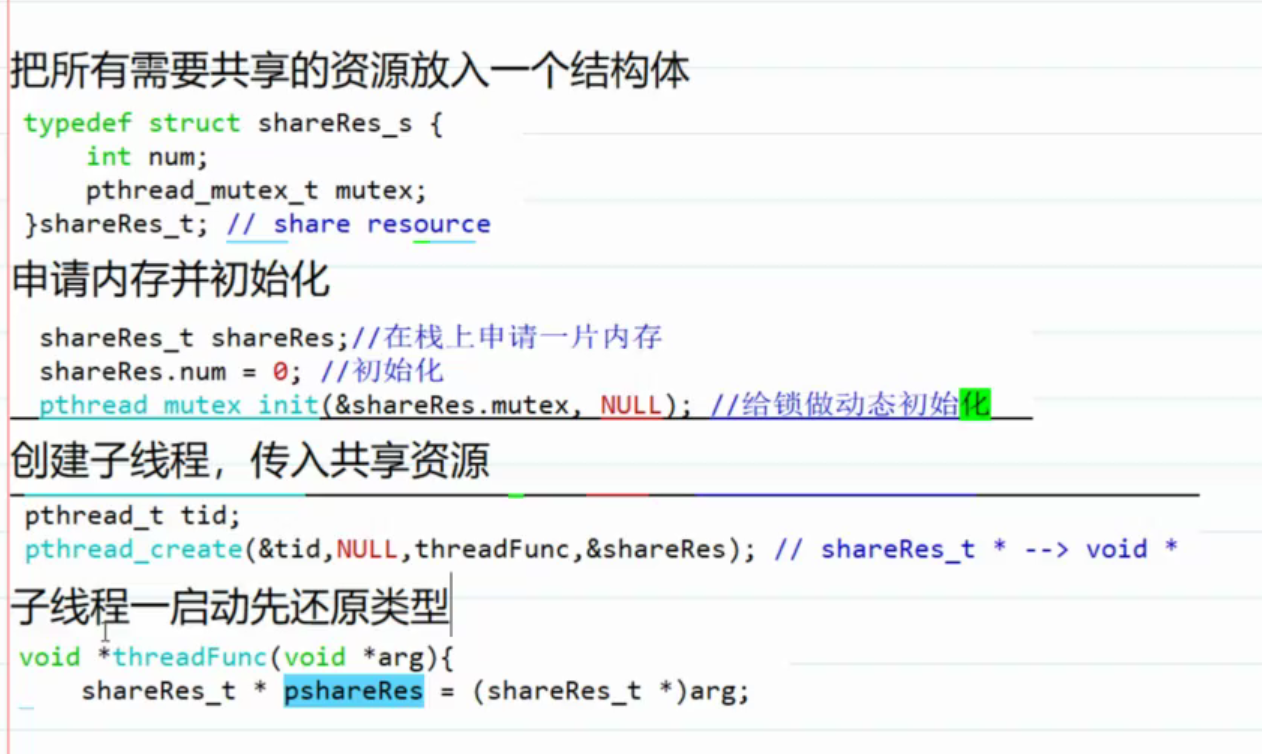 把所有需要共享的资源放入一个结构体
typedef struct shareRes_s {
int num;
pthread_mutex_t mutex;
}shareRes_t; // share resource
申请内存并初始化
shareRes_t shareRes;//在栈上申请一片内存
shareRes.num = 0; //初始化
pthread_mutex_init(&shareRes.mutex, NULL); //给锁做动态初始化
创建子线程，传入共享资源
pthread_t tid;
pthread_create(&tid,NULL,threadFunc,&shareRes); // shareRes_t * --> void *
子线程一启动先还原类型
void *threadFunc(void *arg){
shareRes_t * pshareRes = (shareRes_t *)arg;